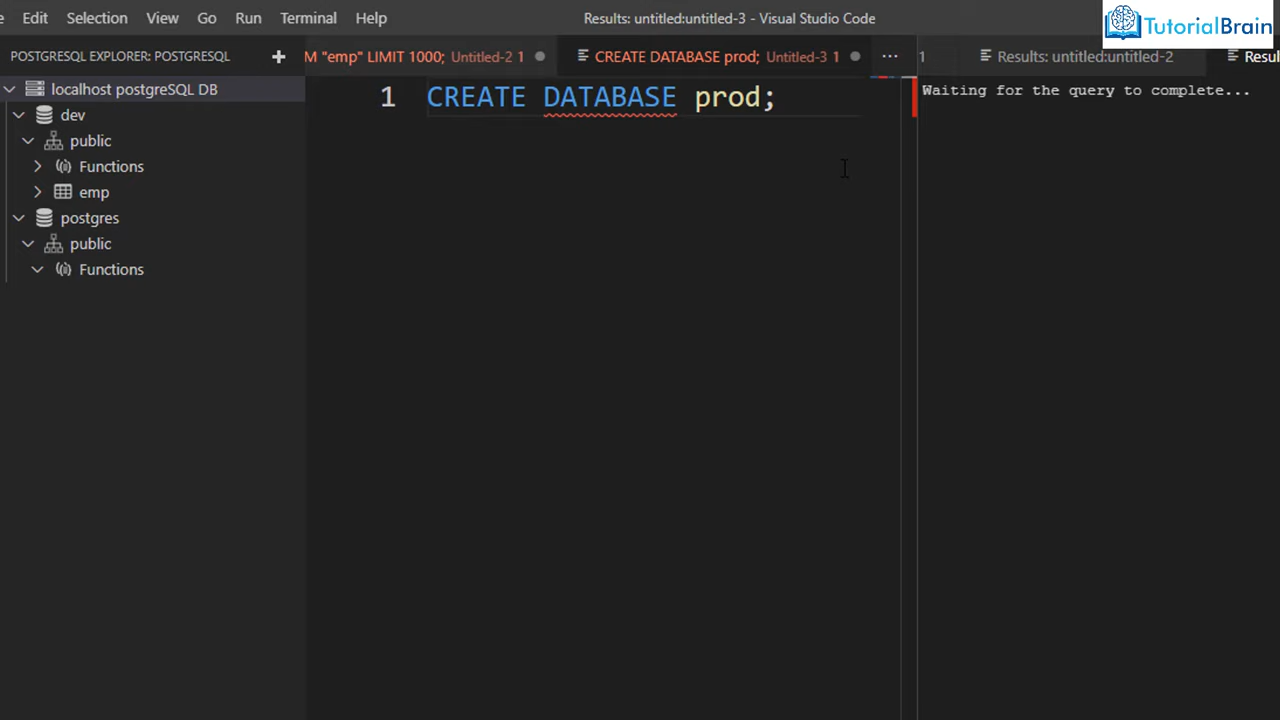 Edit Selection View Go Run Terminal Help Results: untitled:untitled-3 - Visual Studio Code
TutorialBrain
POSTGRESQL EXPLORER: POSTGRESQL
M "emp" LIMIT 1000; Untitled-2 1
CREATE DATABASE prod; Untitled-3 1
1
Results: untitled:untitled-2
Resul
localhost postgreSQL DB
dev
public
Functions
emp
postgres
public
Functions
1 CREATE DATABASE prod;
Waiting for the query to complete...